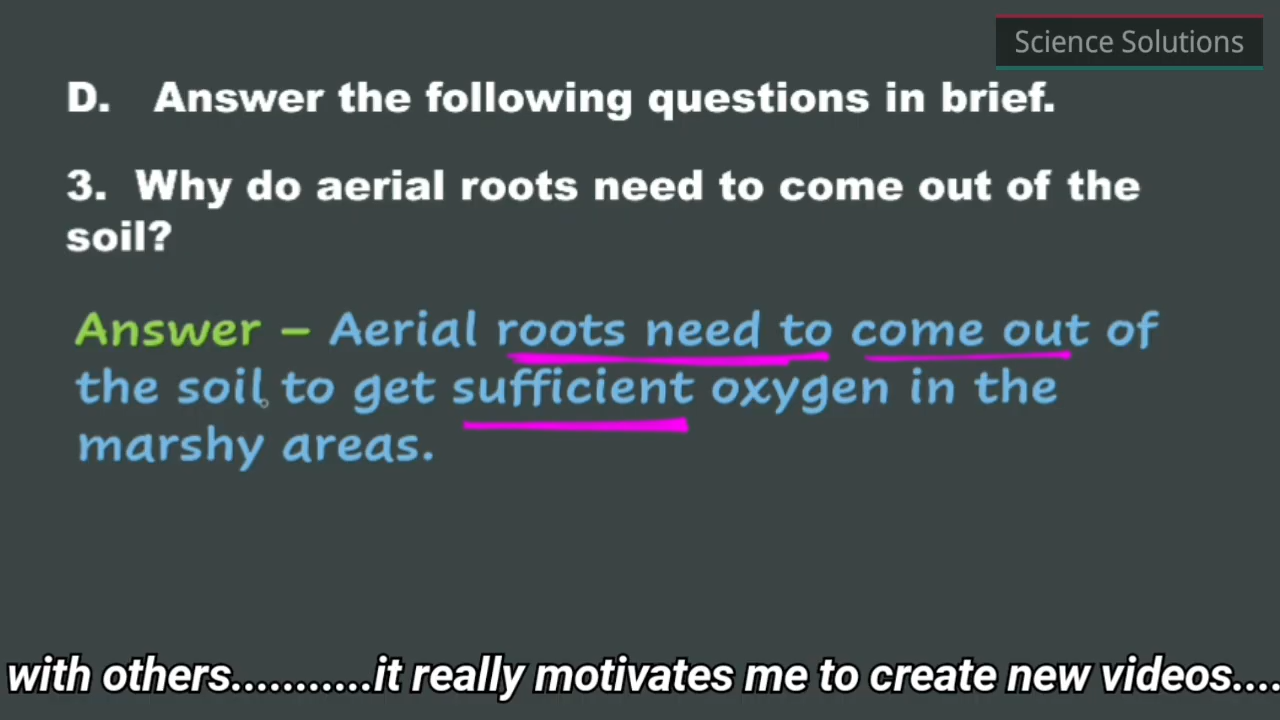 Science Solutions
D. Answer the following questions in brief.
3. Why do aerial roots need to come out of the
soil?
Answer – Aerial roots need to come out of
the soil to get sufficient oxygen in the
marshy areas.
with others...........it really motivates me to create new videos....